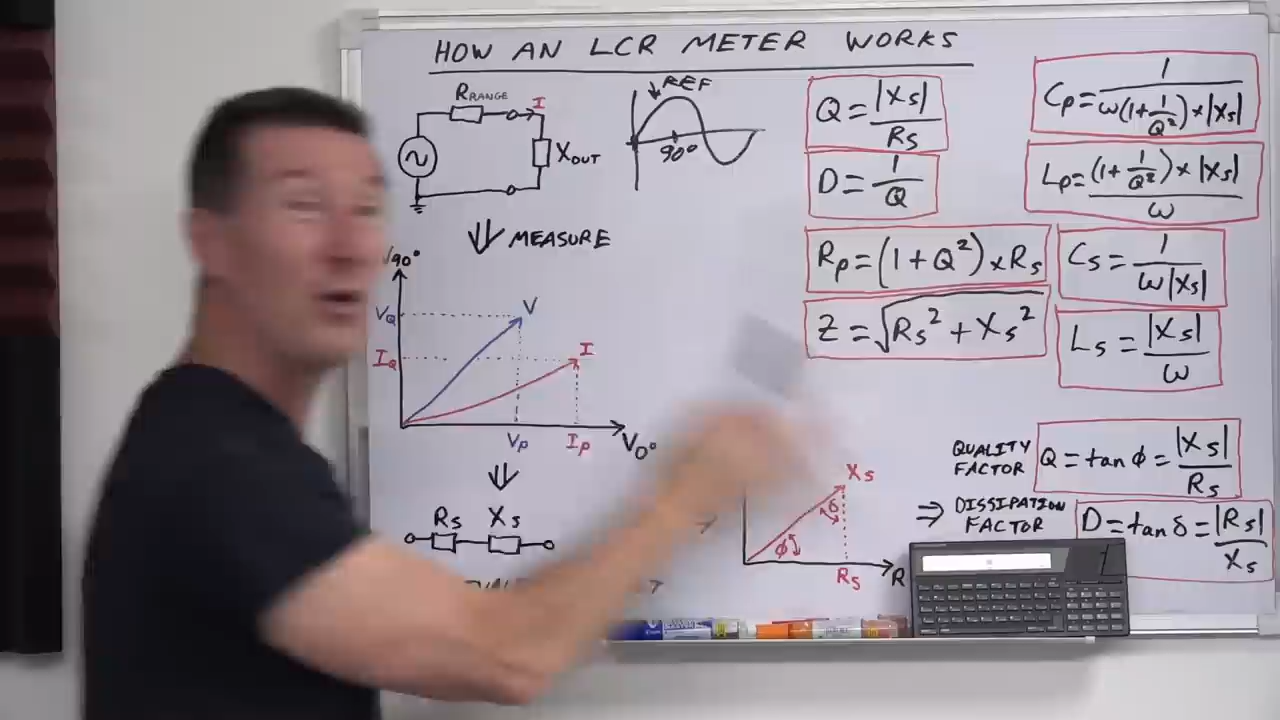 HOW AN LCR METER WORKS
RRANGE
I
XOUT
REF
90°
MEASURE
V90°
VQ
IQ
V
I
VP
IP
V0°
RS XS
Q = |XS| / RS
D = 1 / Q
RP = (1 + Q²) × RS
Z = √RS² + XS²
CP = 1 / ω(1 + 1/Q²) × |XS|
LP = (1 + 1/Q²) × |XS| / ω
CS = 1 / ω|XS|
LS = |XS| / ω
XS
δ
φ
RS
R
QUALITY FACTOR Q = tan φ = |XS| / RS
⇒ DISSIPATION FACTOR D = tan δ = |RS| / XS